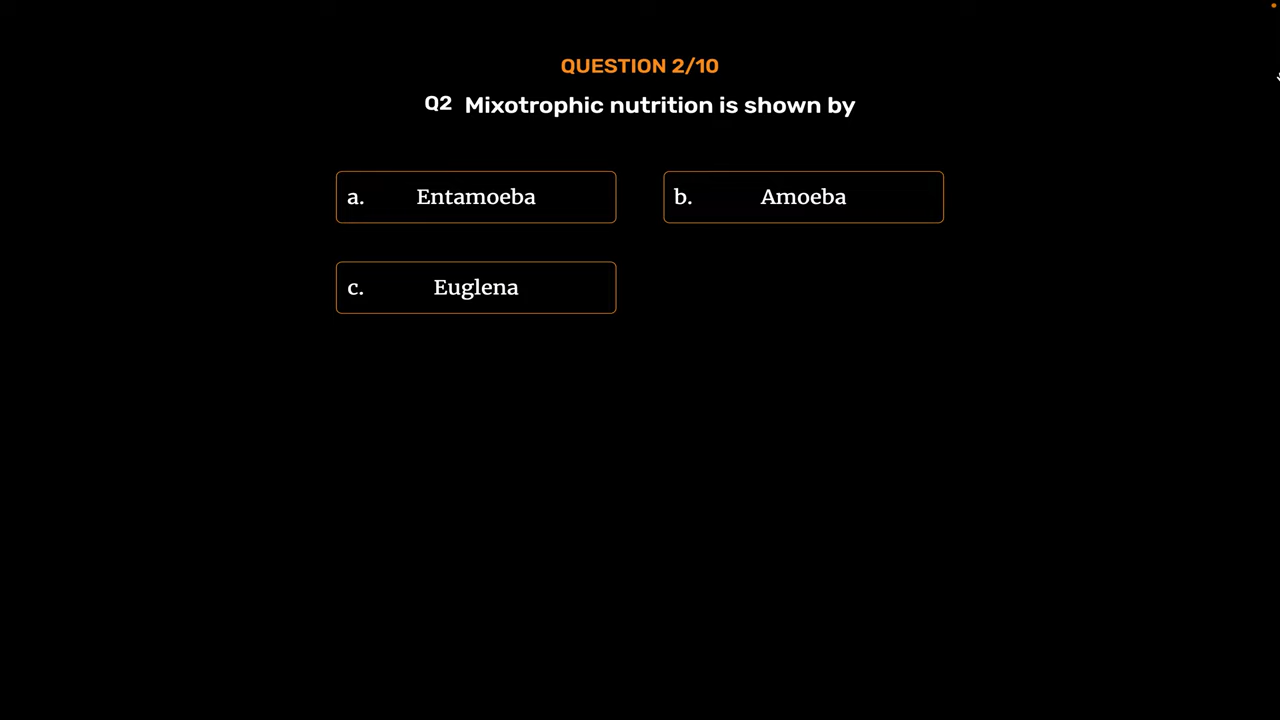 QUESTION 2/10
Q2 Mixotrophic nutrition is shown by
a. Entamoeba
b. Amoeba
c. Euglena